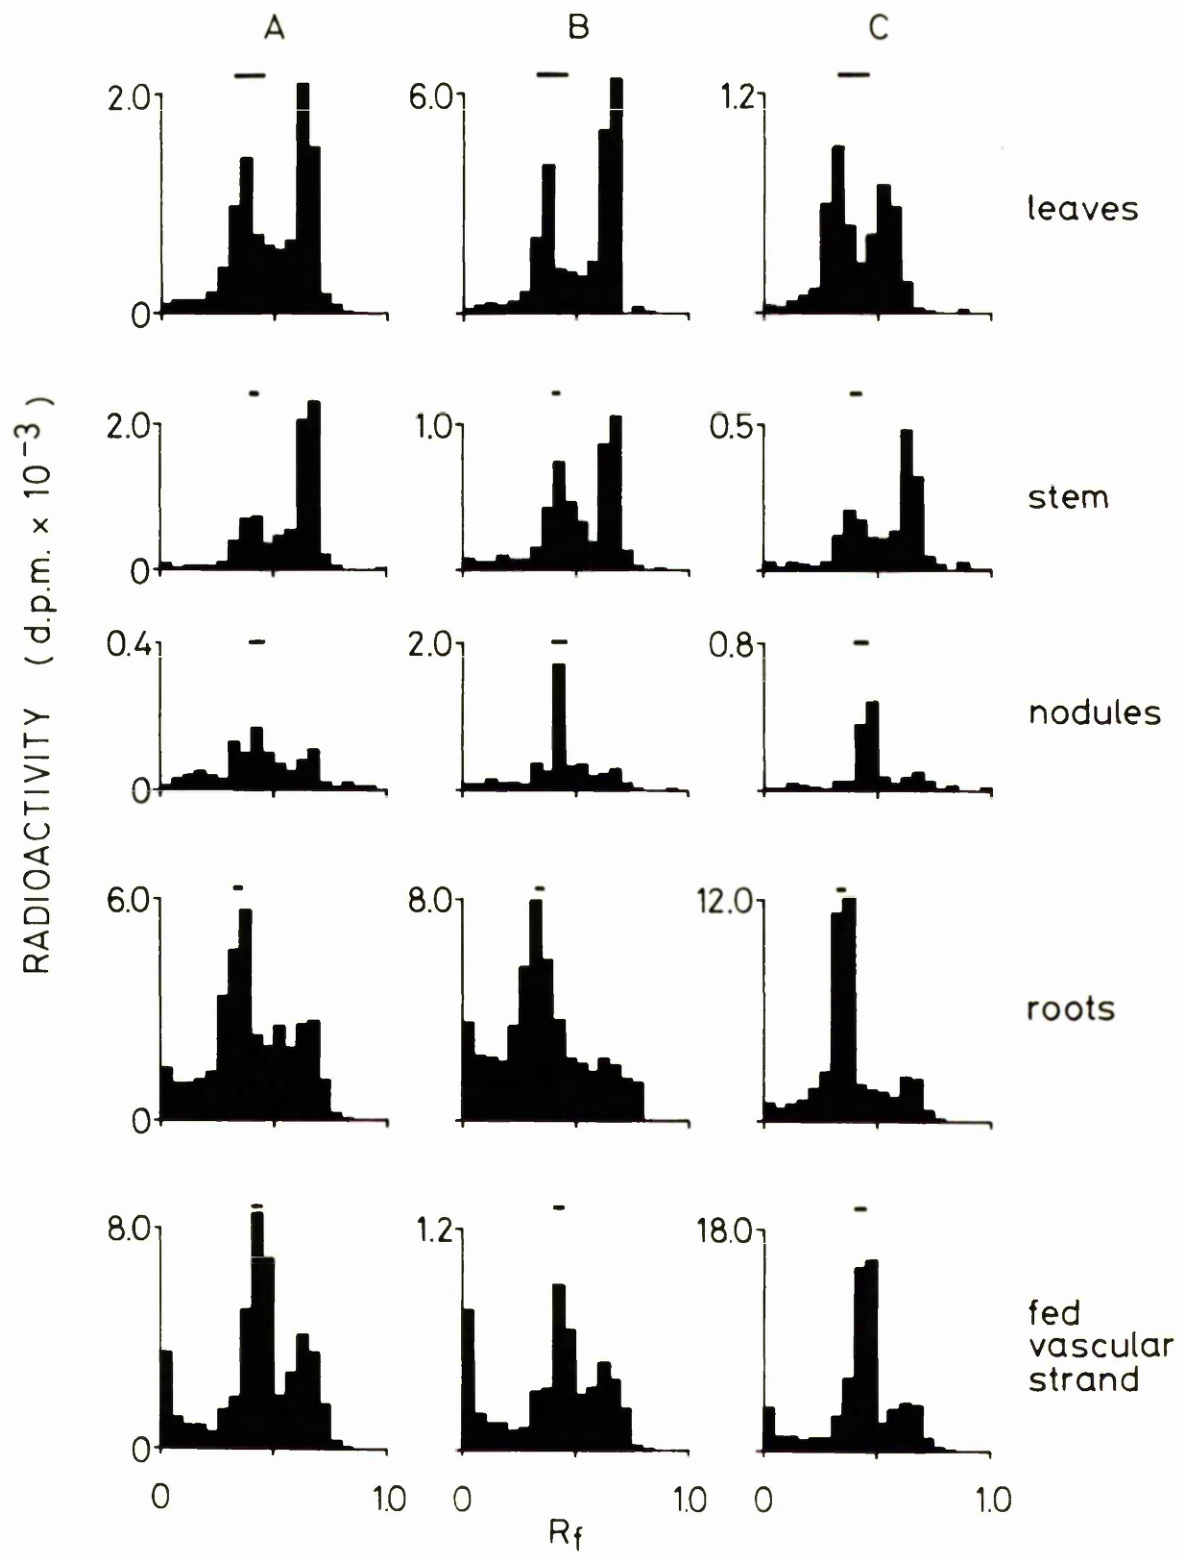 A B C
2.0 6.0 1.2
leaves
0
2.0 1.0 0.5
stem
0
0.4 2.0 0.8
nodules
0
6.0 8.0 12.0
roots
0
8.0 1.2 18.0
fed
vascular
strand
0
0 1.0 0 1.0 0 1.0
Rf
RADIOACTIVITY (d.p.m. × 10⁻³)